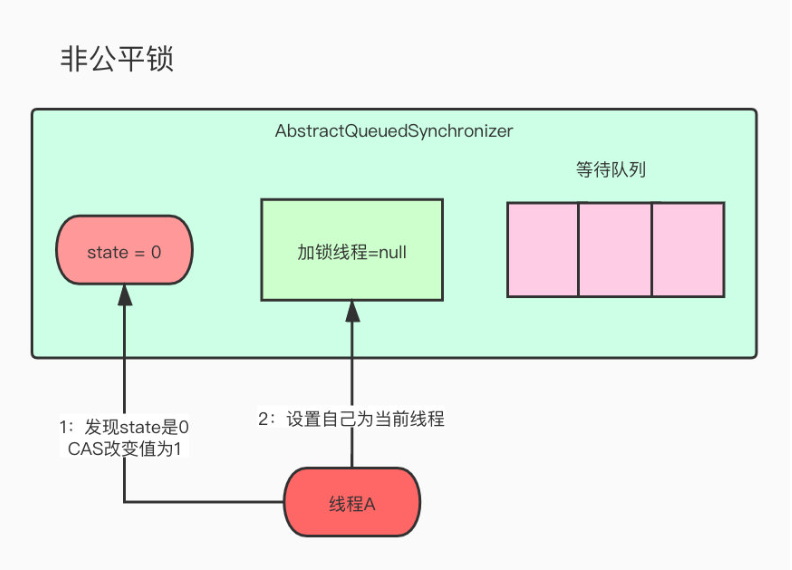 非公平锁
AbstractQueuedSynchronizer
等待队列
state = 0
加锁线程=null
1：发现state是0
CAS改变值为1
2：设置自己为当前线程
线程A